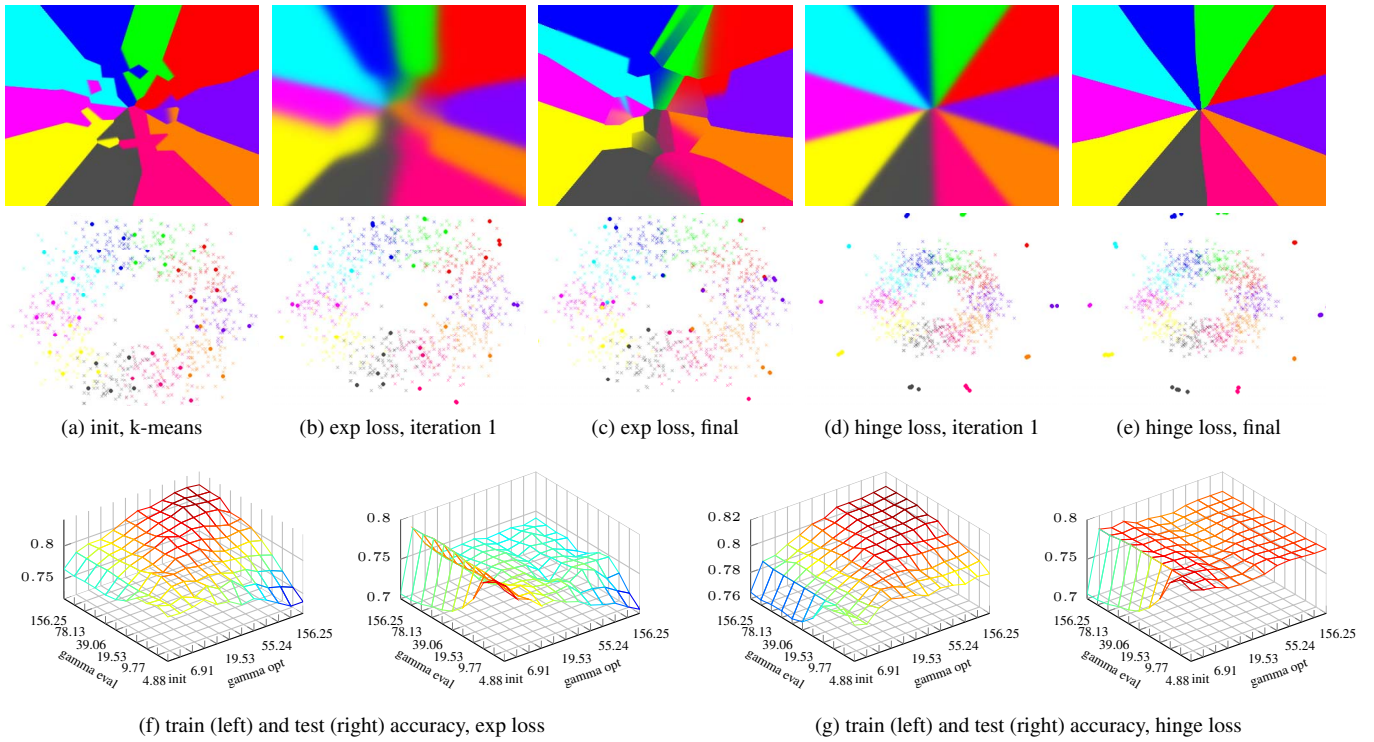 (a) init, k-means
(b) exp loss, iteration 1
(c) exp loss, final
(d) hinge loss, iteration 1
(e) hinge loss, final
0.8
0.75
156.25
78.13
39.06
19.53
9.77
4.88
gamma eval
init
6.91
19.53
55.24
156.25
gamma opt
0.8
0.75
0.7
156.25
78.13
39.06
19.53
9.77
4.88
gamma eval
init
6.91
19.53
55.24
156.25
gamma opt
0.82
0.8
0.78
0.76
156.25
78.13
39.06
19.53
9.77
4.88
gamma eval
init
6.91
19.53
55.24
156.25
gamma opt
0.8
0.75
0.7
156.25
78.13
39.06
19.53
9.77
4.88
gamma eval
init
6.91
19.53
55.24
156.25
gamma opt
(f) train (left) and test (right) accuracy, exp loss
(g) train (left) and test (right) accuracy, hinge loss